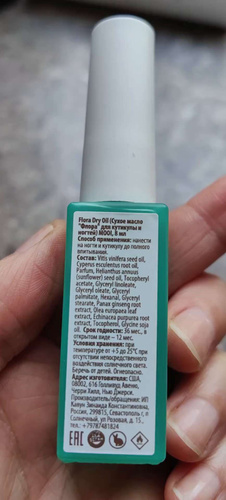 Flora Dry Oil (Сухое масло
"Флора" для кутикулы и
ногтей) MOOI, 8 мл
Способ применения: нанести
на ногти и кутикулу до полного
впитывания.
Состав: Vitis vinifera seed oil,
Cyperus esculentus root oil,
Parfum, Helianthus annuus
(sunflower) seed oil, Tocopheryl
acetate, Glyceryl linoleate,
Glyceryl oleate, Glyceryl
palmitate, Hexanal, Glyceryl
stearate, Panax ginseng root
extract, Olea europaea leaf
extract, Echinacea purpurea root
extract, Tocopherol, Glycine soja
oil. Срок годности: 36 мес., в
открытом виде – 12 мес.
Условия хранения: при
температуре от +5 до 25°C при
отсутствии непосредственного
воздействия солнечного света.
Беречь от детей. Огнеопасно.
Адрес изготовителя: США,
08002, 616 Голливуд Авеню,
Черри Хилл, Нью Джерси.
Производитель/обращение: ИП
Кавун Зинаида Константиновна,
Россия, 299815, Севастополь г,
п Солнечный, ул Розовая, д 15.,
тел: +79787481824
EAC